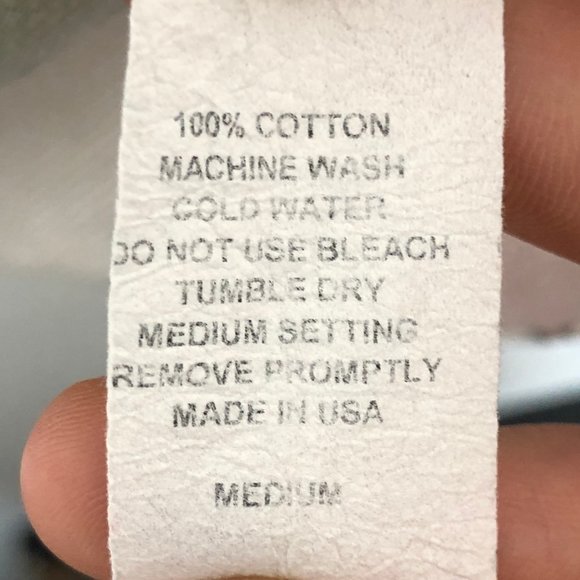 100% COTTON
MACHINE WASH
COLD WATER
DO NOT USE BLEACH
TUMBLE DRY
MEDIUM SETTING
REMOVE PROMPTLY
MADE IN USA
MEDIUM